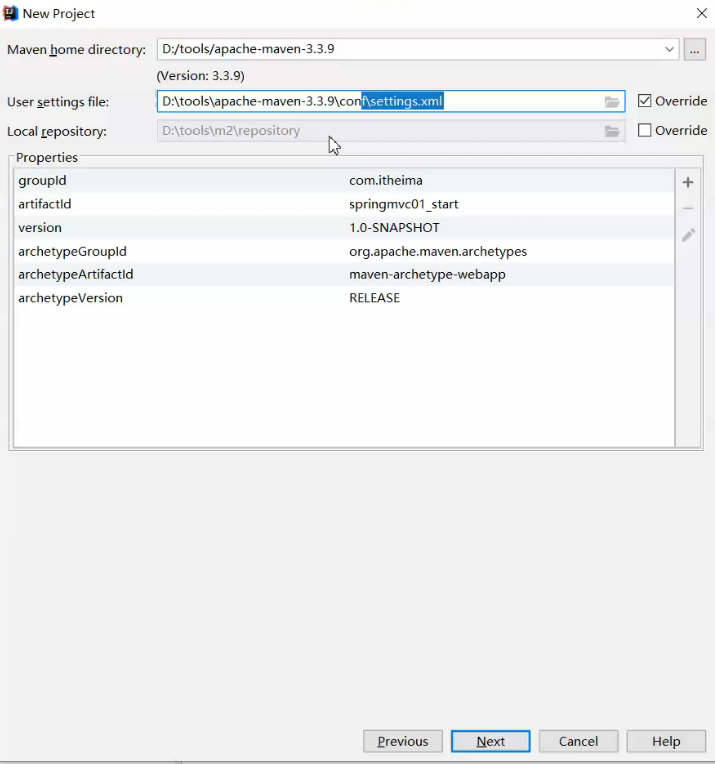 New Project
Maven home directory: D:/tools/apache-maven-3.3.9 ...
(Version: 3.3.9)
User settings file: D:\tools\apache-maven-3.3.9\conf\settings.xml Override
Local repository: D:\tools\m2\repository Override
Properties
groupId com.itheima
artifactId springmvc01_start
version 1.0-SNAPSHOT
archetypeGroupId org.apache.maven.archetypes
archetypeArtifactId maven-archetype-webapp
archetypeVersion RELEASE
Previous Next Cancel Help